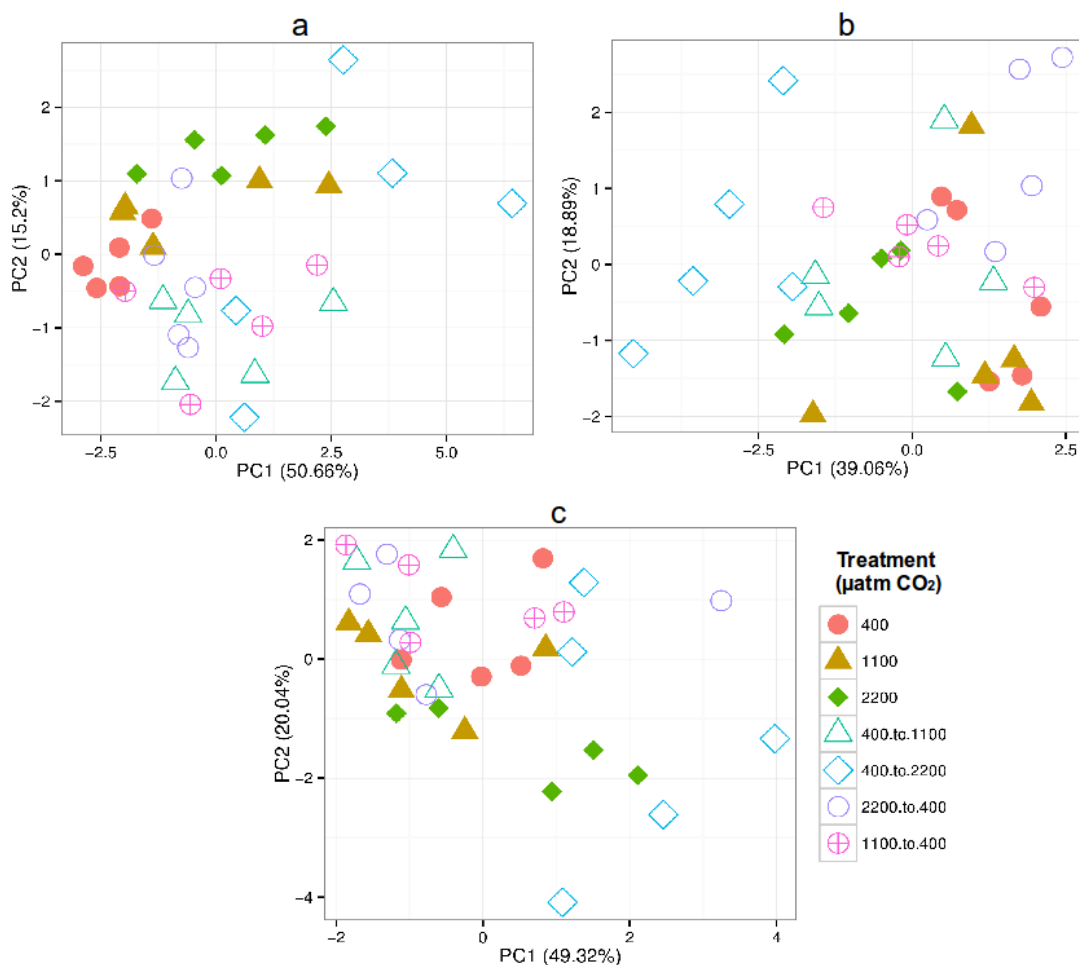 a
2
1
0
−1
−2
PC2 (15.2%)
−2.5
0.0
2.5
5.0
PC1 (50.66%)
b
2
1
0
−1
−2
PC2 (18.89%)
−2.5
0.0
2.5
PC1 (39.06%)
c
2
0
−2
−4
PC2 (20.04%)
−2
0
2
4
PC1 (49.32%)
Treatment
(µatm CO₂)
400
1100
2200
400.to.1100
400.to.2200
2200.to.400
1100.to.400